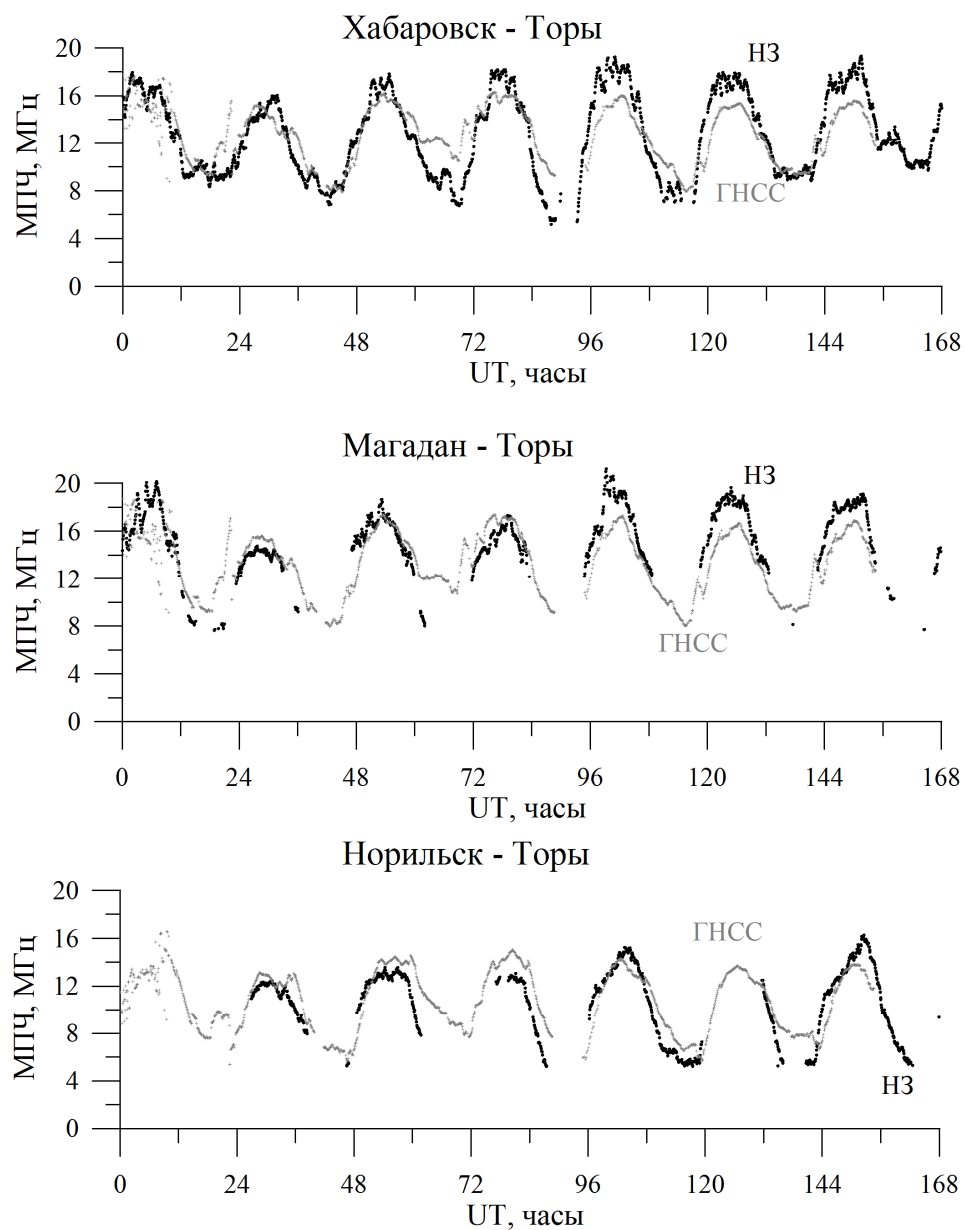 Хабаровск - Торы
НЗ
ГНСС
МПЧ, МГц
20
16
12
8
4
0
0 24 48 72 96 120 144 168
UT, часы
Магадан - Торы
НЗ
ГНСС
МПЧ, МГц
20
16
12
8
4
0
0 24 48 72 96 120 144 168
UT, часы
Норильск - Торы
ГНСС
НЗ
МПЧ, МГц
20
16
12
8
4
0
0 24 48 72 96 120 144 168
UT, часы